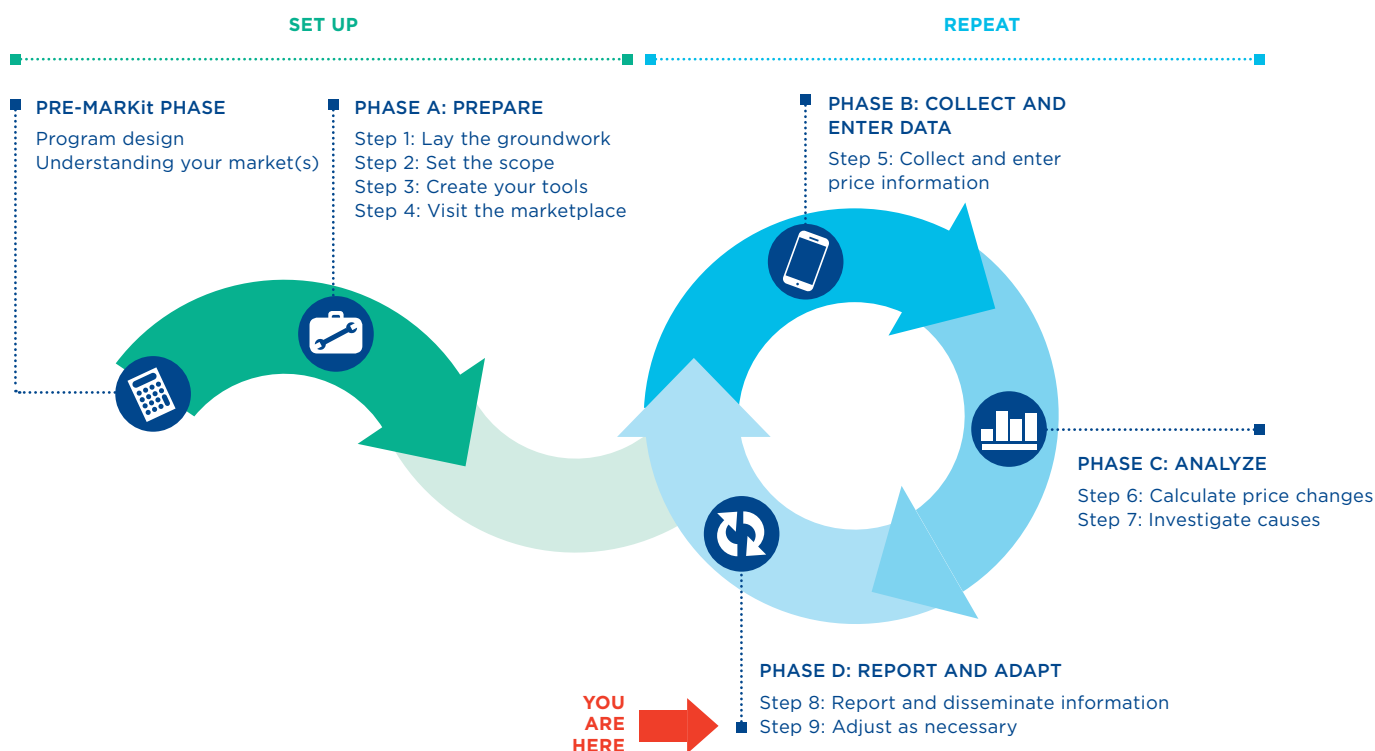 SET UP
REPEAT
PRE-MARKit PHASE
Program design
Understanding your market(s)
PHASE A: PREPARE
Step 1: Lay the groundwork
Step 2: Set the scope
Step 3: Create your tools
Step 4: Visit the marketplace
PHASE B: COLLECT AND
ENTER DATA
Step 5: Collect and enter
price information
PHASE C: ANALYZE
Step 6: Calculate price changes
Step 7: Investigate causes
PHASE D: REPORT AND ADAPT
Step 8: Report and disseminate information
Step 9: Adjust as necessary
YOU
ARE
HERE